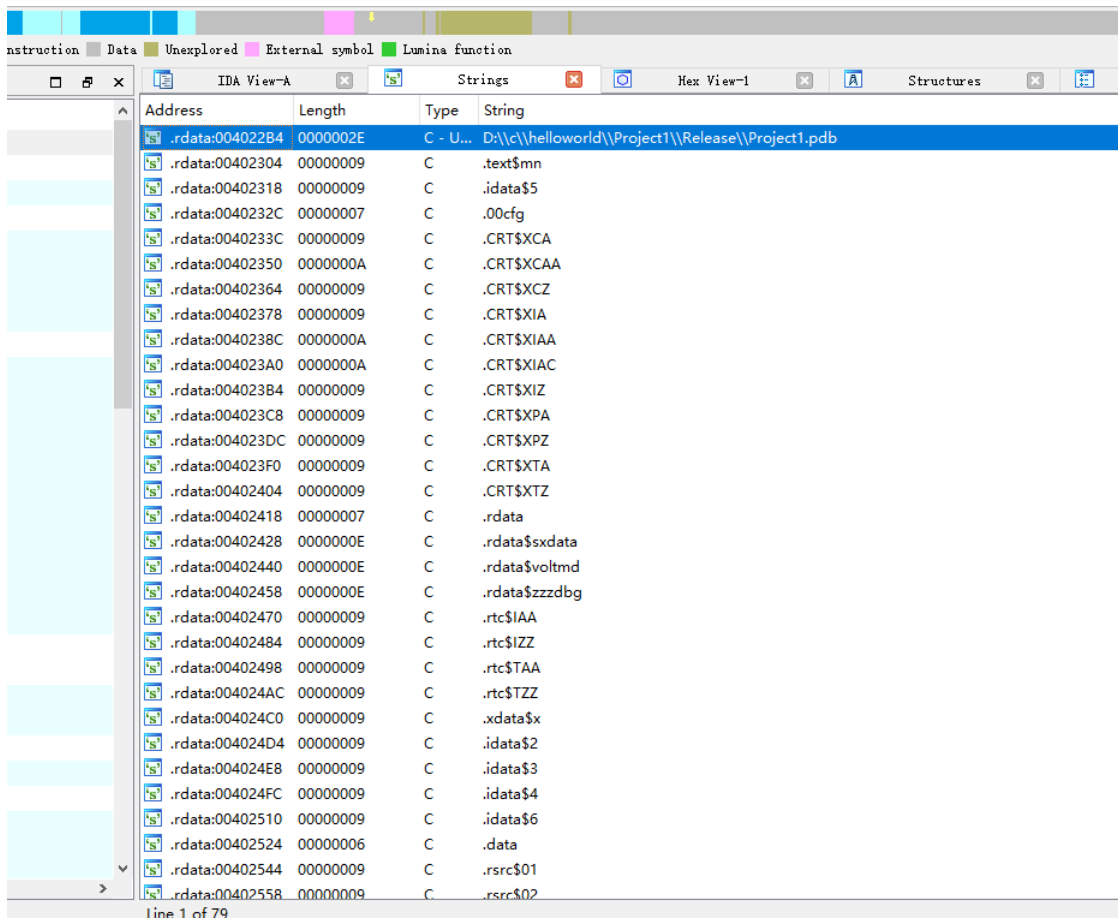 nstruction Data Unexplored External symbol Lumina function
IDA View-A Strings Hex View-1 Structures
Address Length Type String
.rdata:004022B4 0000002E C - U... D:\\c\\helloworld\\Project1\\Release\\Project1.pdb
.rdata:00402304 00000009 C .text$mn
.rdata:00402318 00000009 C .idata$5
.rdata:0040232C 00000007 C .00cfg
.rdata:0040233C 00000009 C .CRT$XCA
.rdata:00402350 0000000A C .CRT$XCAA
.rdata:00402364 00000009 C .CRT$XCZ
.rdata:00402378 00000009 C .CRT$XIA
.rdata:0040238C 0000000A C .CRT$XIAA
.rdata:004023A0 0000000A C .CRT$XIAC
.rdata:004023B4 00000009 C .CRT$XIZ
.rdata:004023C8 00000009 C .CRT$XPA
.rdata:004023DC 00000009 C .CRT$XPZ
.rdata:004023F0 00000009 C .CRT$XTA
.rdata:00402404 00000009 C .CRT$XTZ
.rdata:00402418 00000007 C .rdata
.rdata:00402428 0000000E C .rdata$sxdata
.rdata:00402440 0000000E C .rdata$voltmd
.rdata:00402458 0000000E C .rdata$zzzdbg
.rdata:00402470 00000009 C .rtc$IAA
.rdata:00402484 00000009 C .rtc$IZZ
.rdata:00402498 00000009 C .rtc$TAA
.rdata:004024AC 00000009 C .rtc$TZZ
.rdata:004024C0 00000009 C .xdata$x
.rdata:004024D4 00000009 C .idata$2
.rdata:004024E8 00000009 C .idata$3
.rdata:004024FC 00000009 C .idata$4
.rdata:00402510 00000009 C .idata$6
.rdata:00402524 00000006 C .data
.rdata:00402544 00000009 C .rsrc$01
.rdata:00402558 00000009 C .rsrc$02
Line 1 of 79